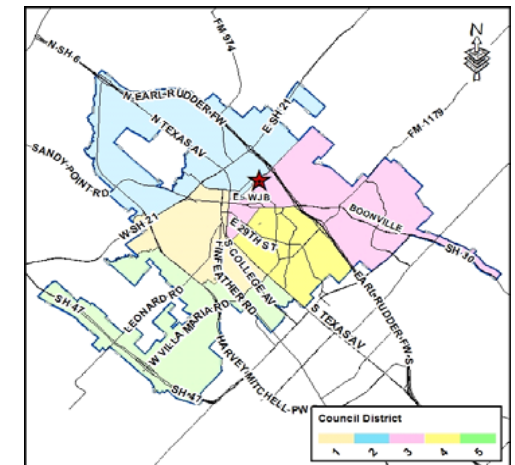 FM 974
N
N-SH-6
N-EARL-RUDDER-FW
E SH 21
FM-1179
N TEXAS AV
SANDY-POINT-RD
E WJB
BOONVILLE
W-SH 21
E 29TH ST
SH-30
S COLLEGE AV
FINFEATHER RD
LEONARD RD
SH-47
W VILLA MARIA RD
S TEXAS AV
EARL-RUDDER-FW-S
HARVEY-MITCHELL-PW
SH-47
Council District
1 2 3 4 5